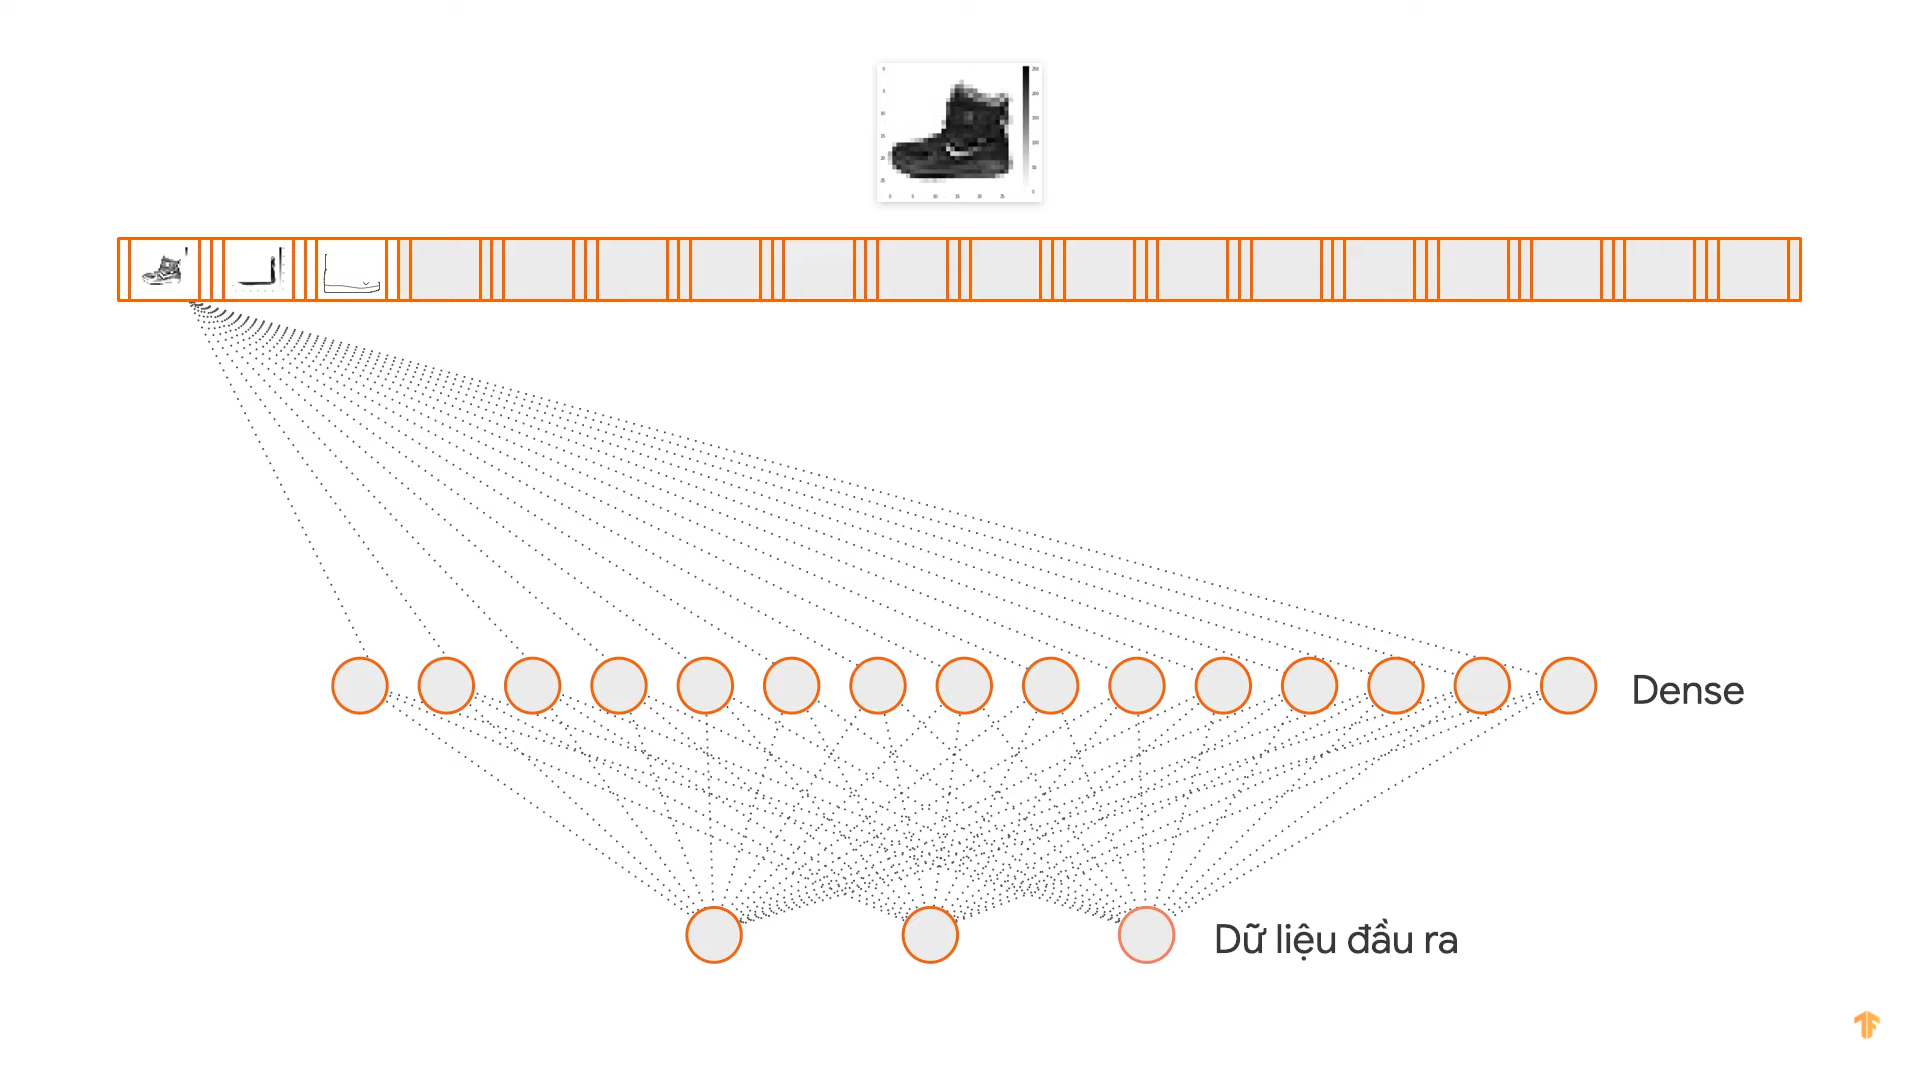 Dense
Dữ liệu đầu ra